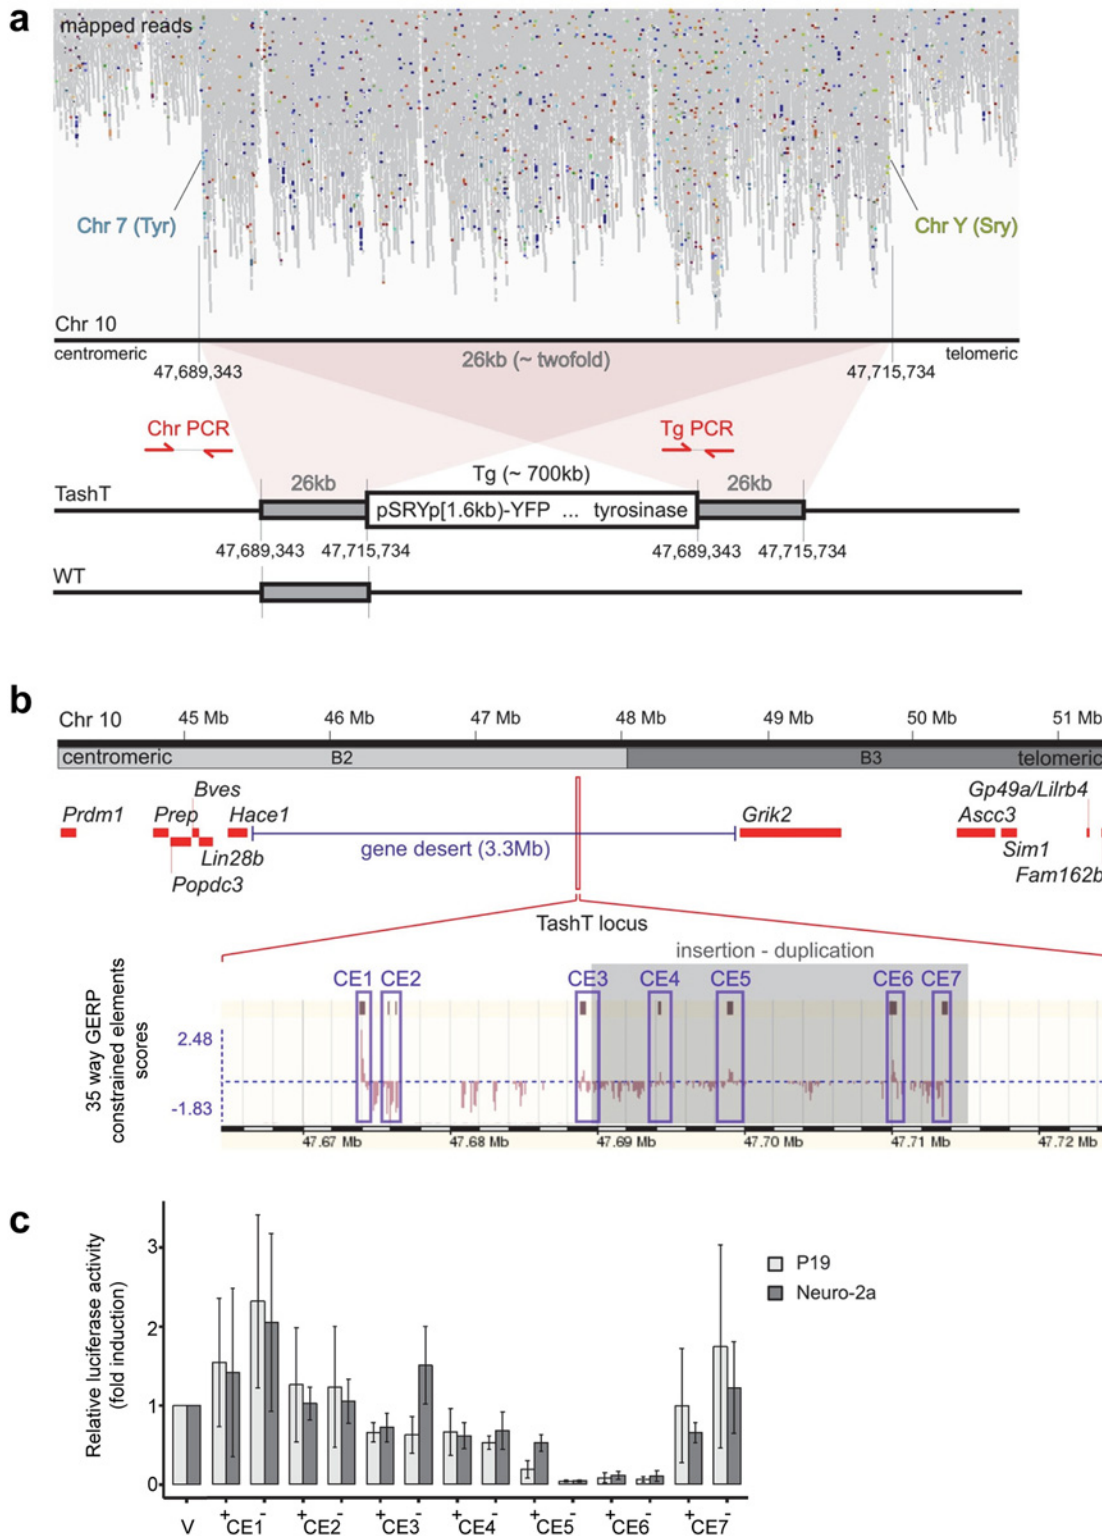 a
mapped reads
Chr 7 (Tyr)
Chr Y (Sry)
Chr 10
centromeric
26kb (~ twofold)
telomeric
47,689,343
47,715,734
Chr PCR
Tg PCR
26kb
Tg (~ 700kb)
26kb
TashT
pSRYp[1.6kb)-YFP ... tyrosinase
47,689,343
47,715,734
47,689,343
47,715,734
WT
b
Chr 10
45 Mb
46 Mb
47 Mb
48 Mb
49 Mb
50 Mb
51 Mb
centromeric
B2
B3
telomeric
Bves
Gp49a/Lilrb4
Prdm1
Prep
Hace1
Grik2
Ascc3
gene desert (3.3Mb)
Lin28b
Sim1
Popdc3
Fam162b
TashT locus
insertion - duplication
CE1
CE2
CE3
CE4
CE5
CE6
CE7
35 way GERP
constrained elements
scores
2.48
-1.83
47.67 Mb
47.68 Mb
47.69 Mb
47.70 Mb
47.71 Mb
47.72 Mb
c
Relative luciferase activity
(fold induction)
3
2
1
0
P19
Neuro-2a
V
+ CE1 -
+ CE2 -
+ CE3 -
+ CE4 -
+ CE5 -
+ CE6 -
+ CE7 -